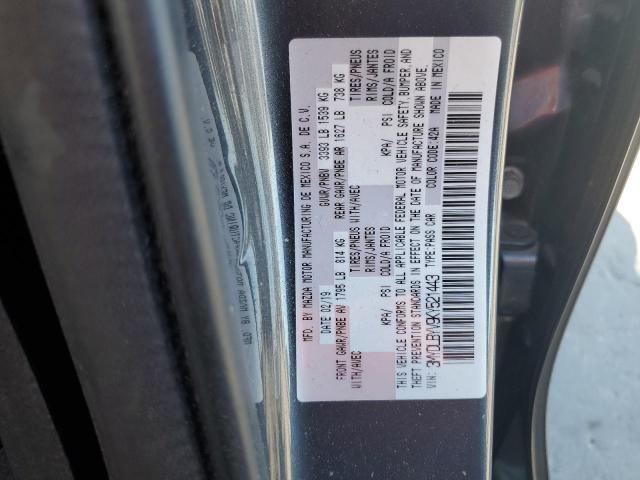 MFD. BY MAZDA MOTOR MANUFACTURING DE MEXICO S.A. DE C.V.
DATE 02/19 GVWR/PNBV 3393 LB 1539 KG
FRONT GAWR/PNBE AV 1795 LB 814 KG REAR GAWR/PNBE AR 1627 LB 738 KG
WITH/AVEC TIRES/PNEUS WITH/AVEC TIRES/PNEUS
RIMS/JANTES RIMS/JANTES
KPA/ PSI COLD/A FROID KPA/ PSI COLD/A FROID
THIS VEHICLE CONFORMS TO ALL APPLICABLE FEDERAL MOTOR VEHICLE SAFETY, BUMPER, AND
THEFT PREVENTION STANDARDS IN EFFECT ON THE DATE OF MANUFACTURE SHOWN ABOVE.
VIN: 3MYDLBYV9KY521443 TYPE:PASS CAR COLOR CODE:42A MADE IN MEXICO